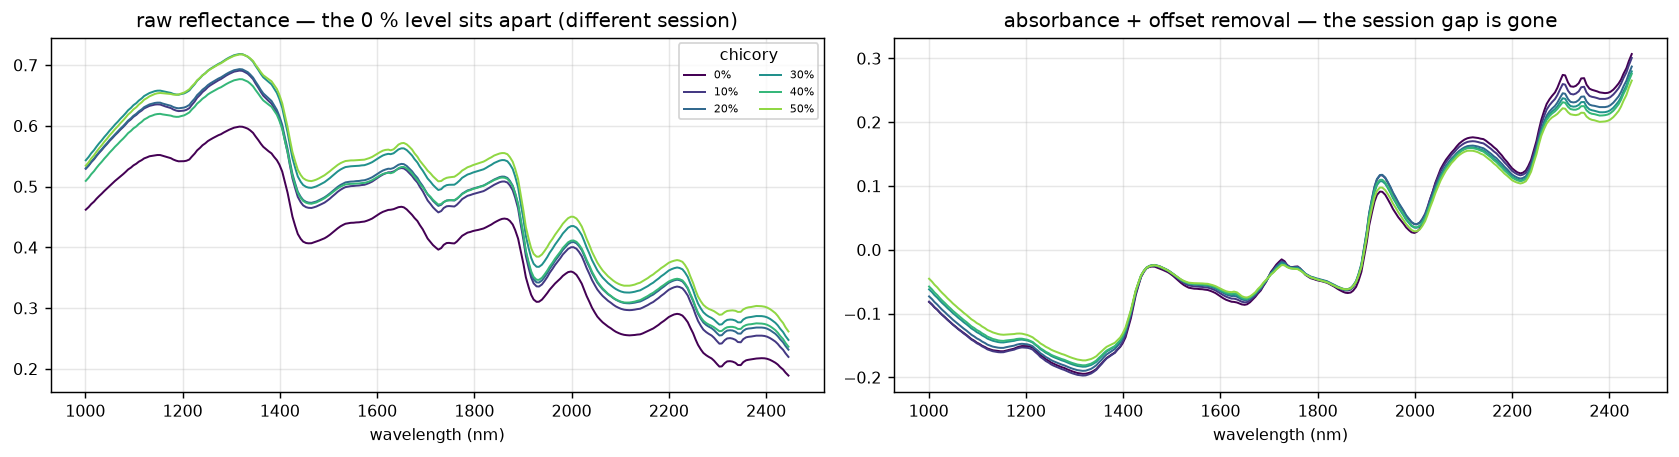 raw reflectance — the 0 % level sits apart (different session)
chicory
0% 30%
10% 40%
20% 50%
0.7
0.6
0.5
0.4
0.3
0.2
1000 1200 1400 1600 1800 2000 2200 2400
wavelength (nm)
absorbance + offset removal — the session gap is gone
0.3
0.2
0.1
0.0
−0.1
−0.2
1000 1200 1400 1600 1800 2000 2200 2400
wavelength (nm)